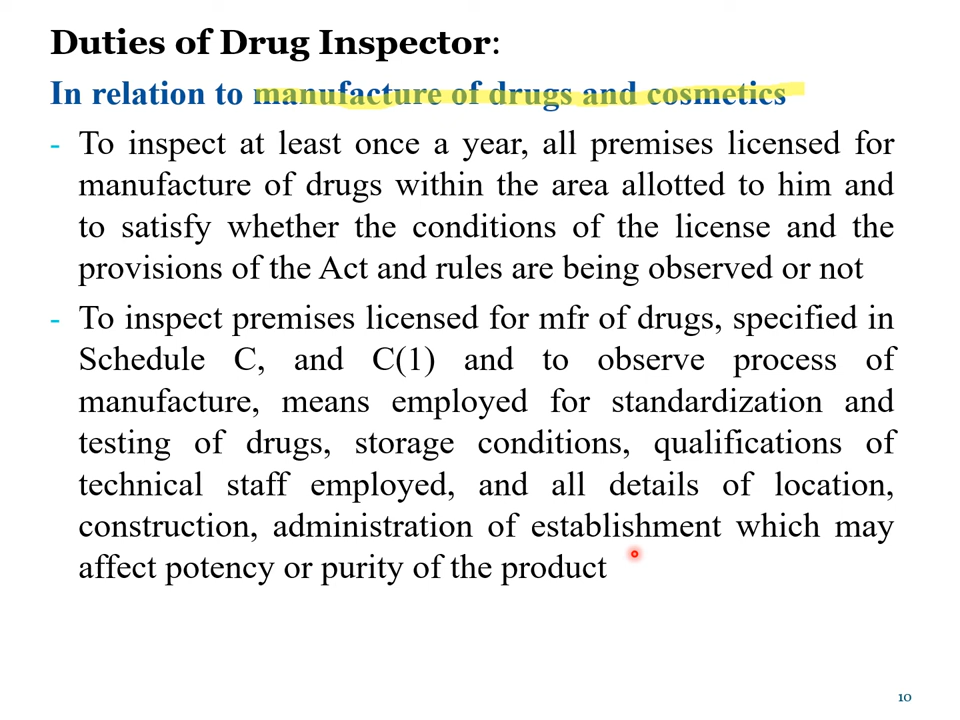 Duties of Drug Inspector:
In relation to manufacture of drugs and cosmetics
- To inspect at least once a year, all premises licensed for
manufacture of drugs within the area allotted to him and
to satisfy whether the conditions of the license and the
provisions of the Act and rules are being observed or not
- To inspect premises licensed for mfr of drugs, specified in
Schedule C, and C(1) and to observe process of
manufacture, means employed for standardization and
testing of drugs, storage conditions, qualifications of
technical staff employed, and all details of location,
construction, administration of establishment which may
affect potency or purity of the product
10